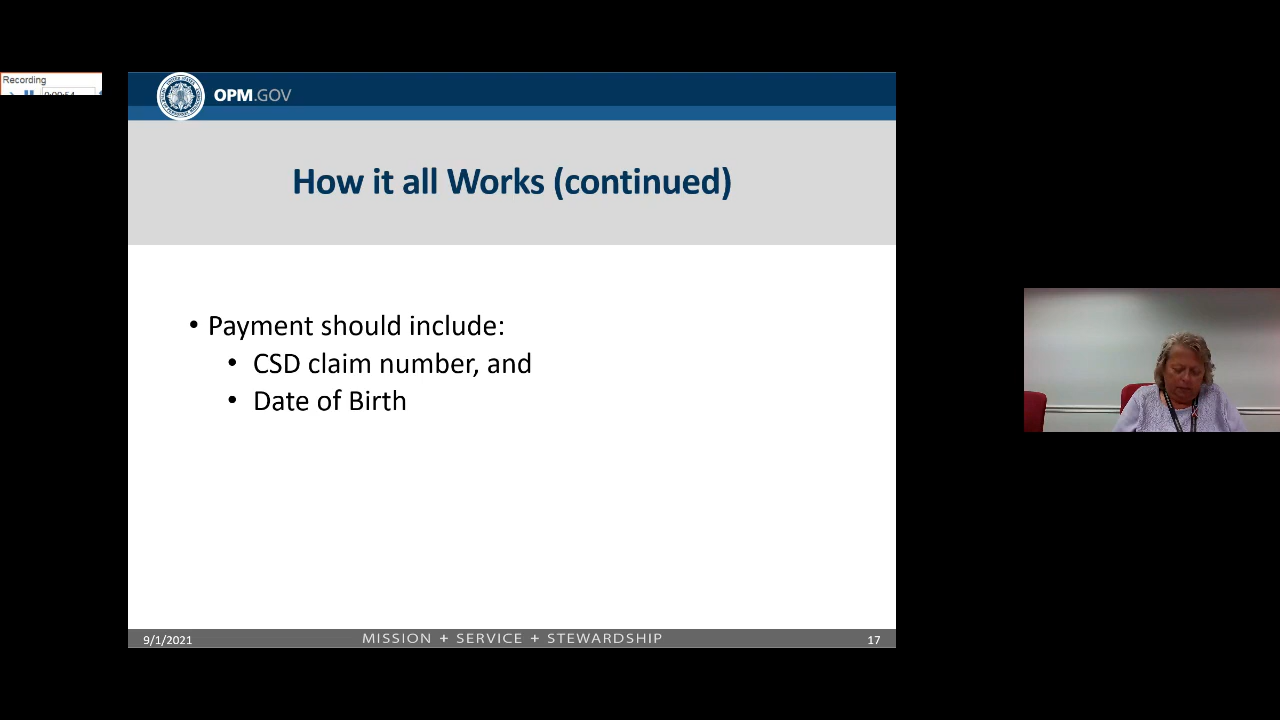 Recording
OPM.GOV
How it all Works (continued)
• Payment should include:
• CSD claim number, and
• Date of Birth
9/1/2021
MISSION + SERVICE + STEWARDSHIP
17